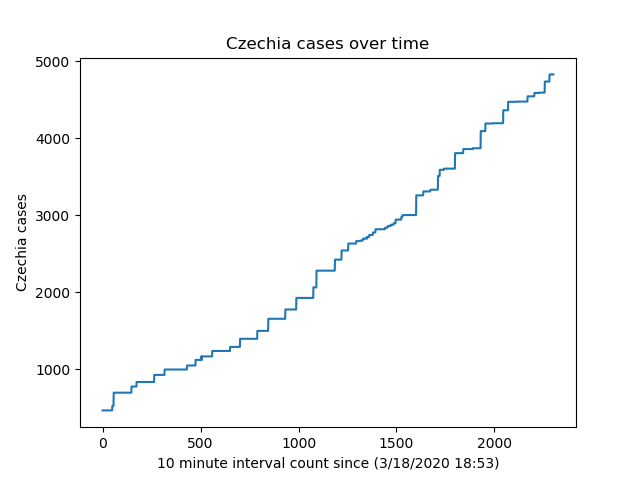 Czechia cases over time
5000
4000
3000
2000
1000
Czechia cases
0 500 1000 1500 2000
10 minute interval count since (3/18/2020 18:53)